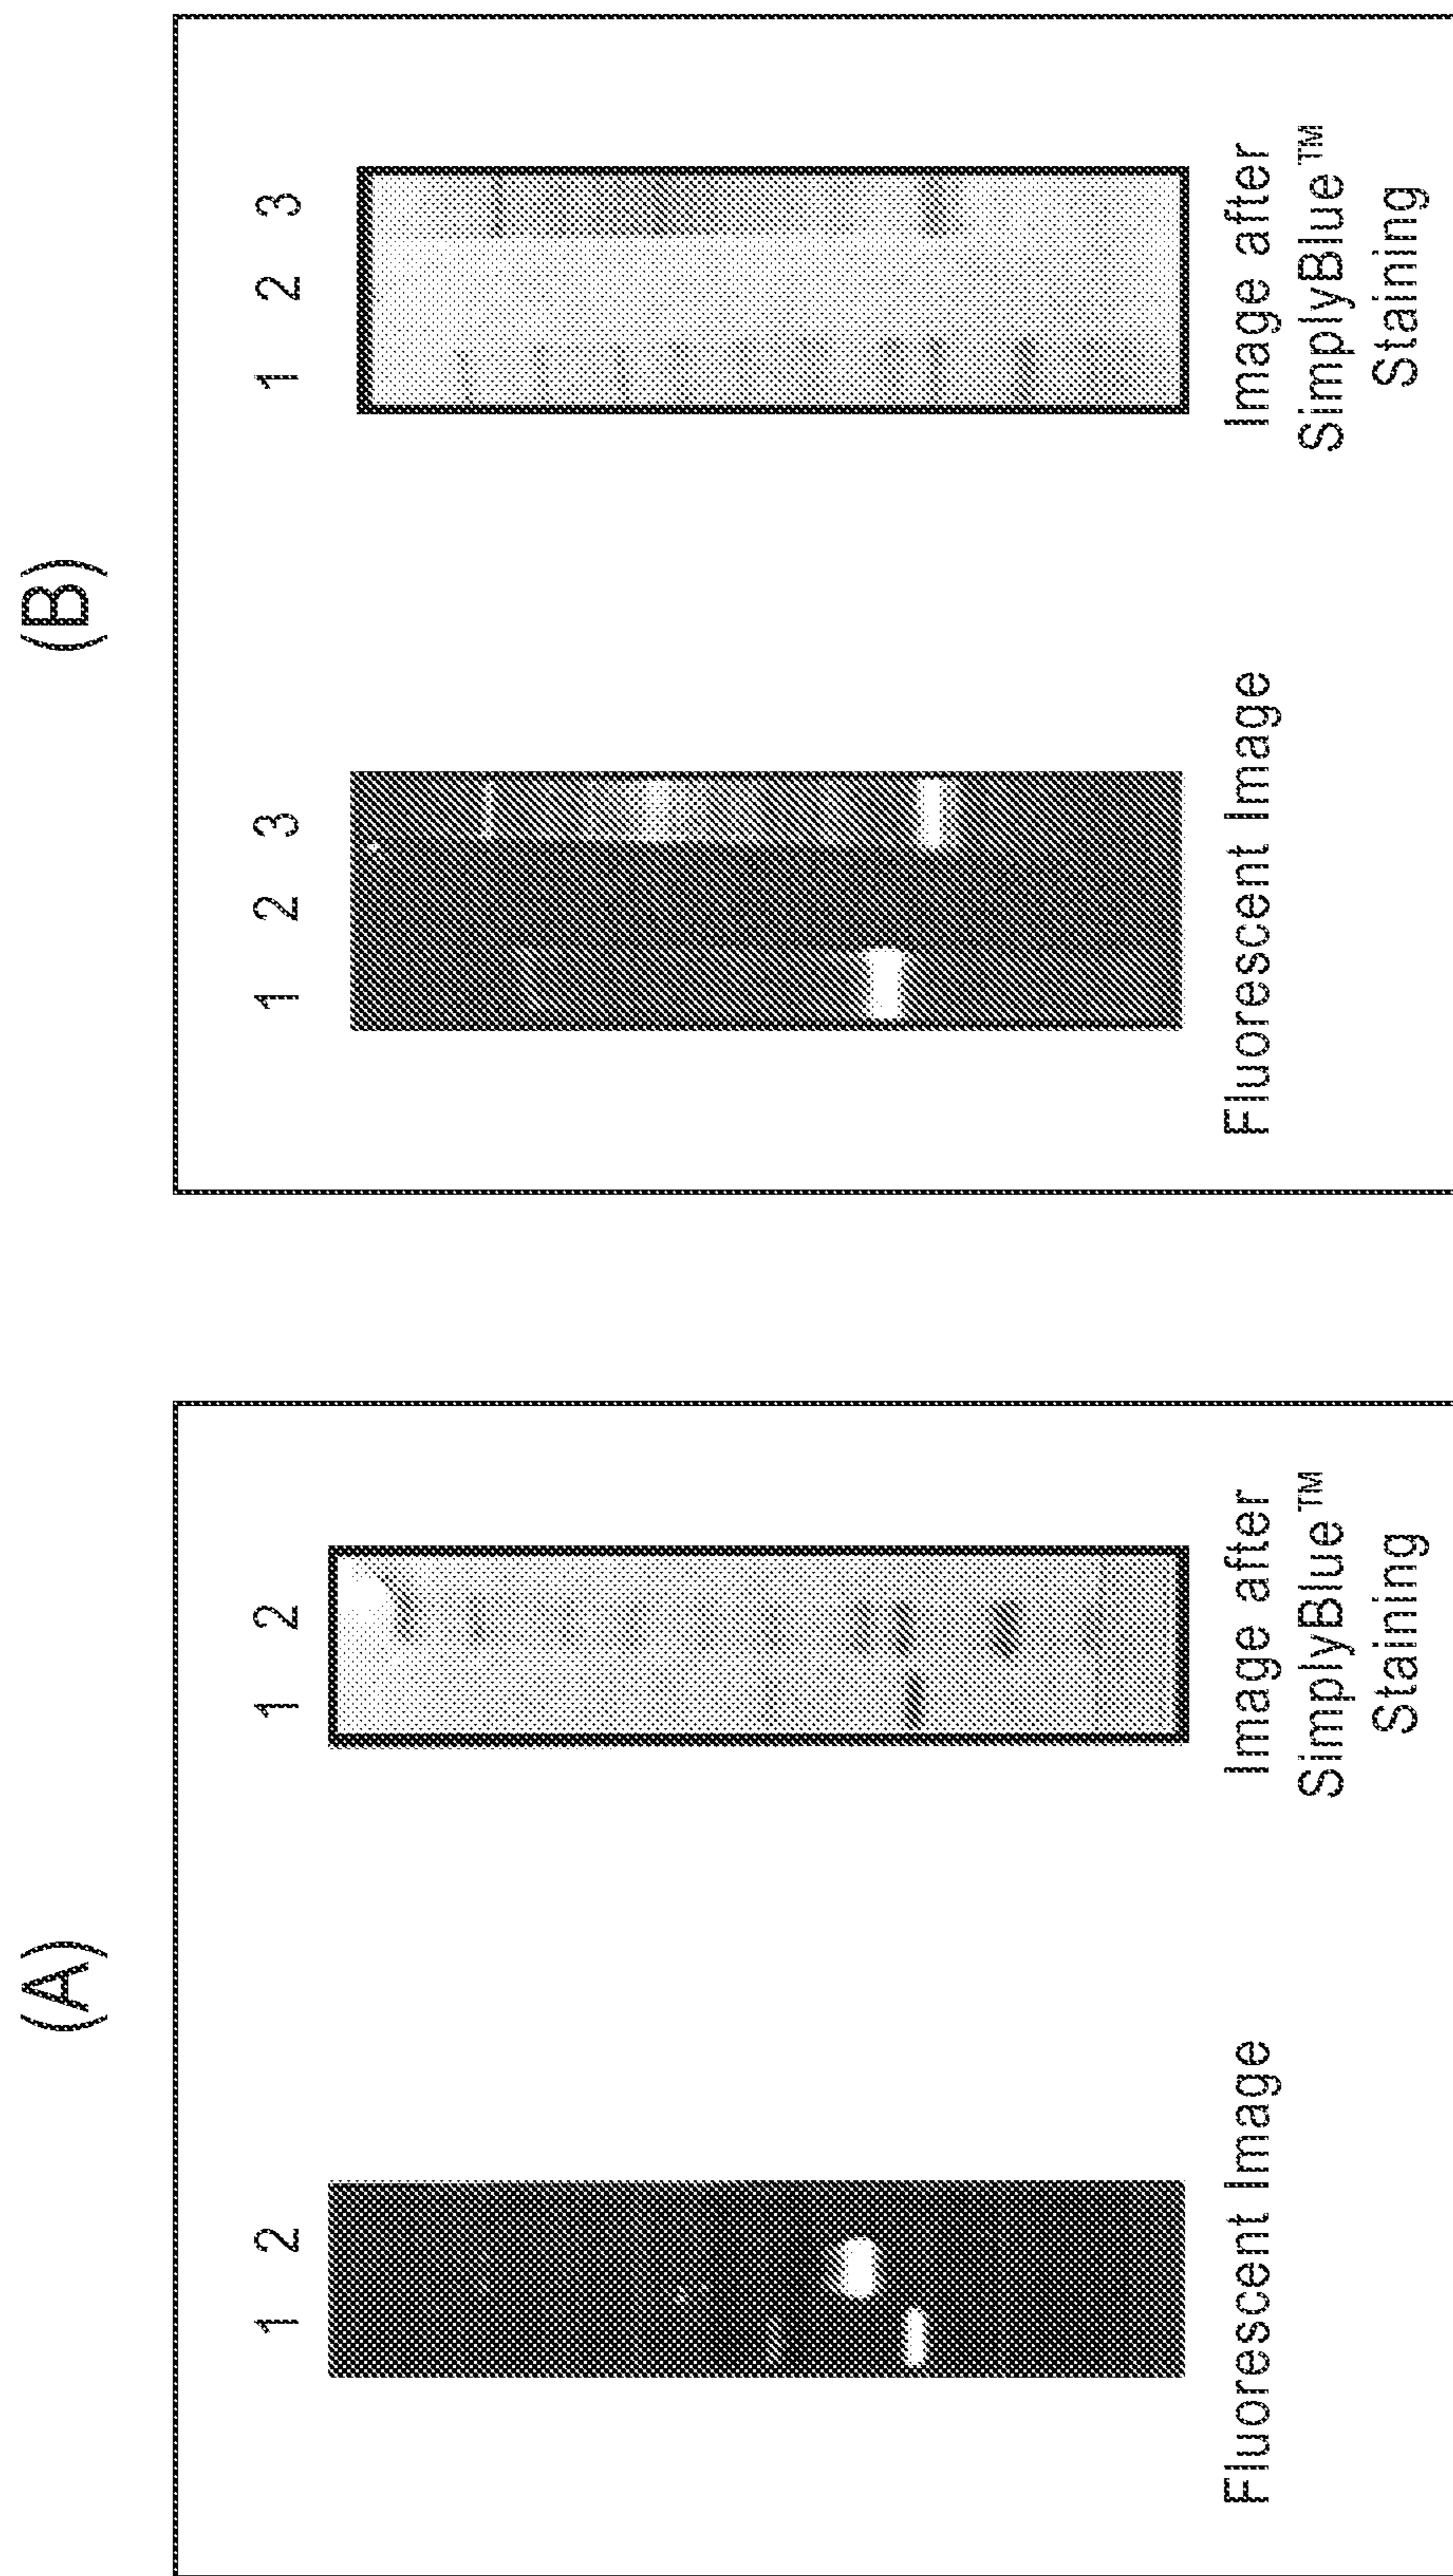 (A)
1 2
Fluorescent Image
1 2
Image after
SimplyBlue™
Staining
(B)
1 2 3
Fluorescent Image
1 2 3
Image after
SimplyBlue™
Staining